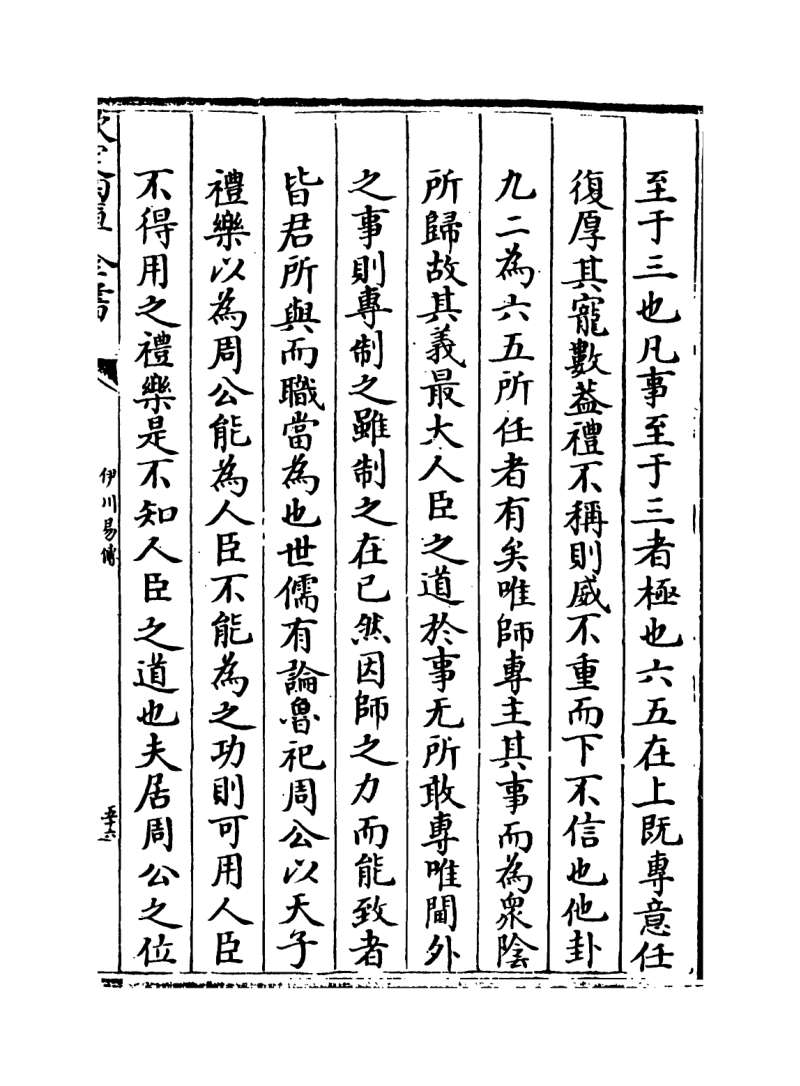 至于三也凡事至于三者極也六五在上既專意任
復厚其寵數葢禮不稱則威不重而下不信也他卦
九二為六五所任者有矣唯師專主其事而為衆陰
所歸故其義最大人臣之道於事无所敢專唯閫外
之事則專制之雖制之在已然因師之力而能致者
皆君所與而職當為也世儒有論魯祀周公以天子
禮樂以為周公能為人臣不能為之功則可用人臣
不得用之禮樂是不知人臣之道也夫居周公之位
伊川易傳
五十六